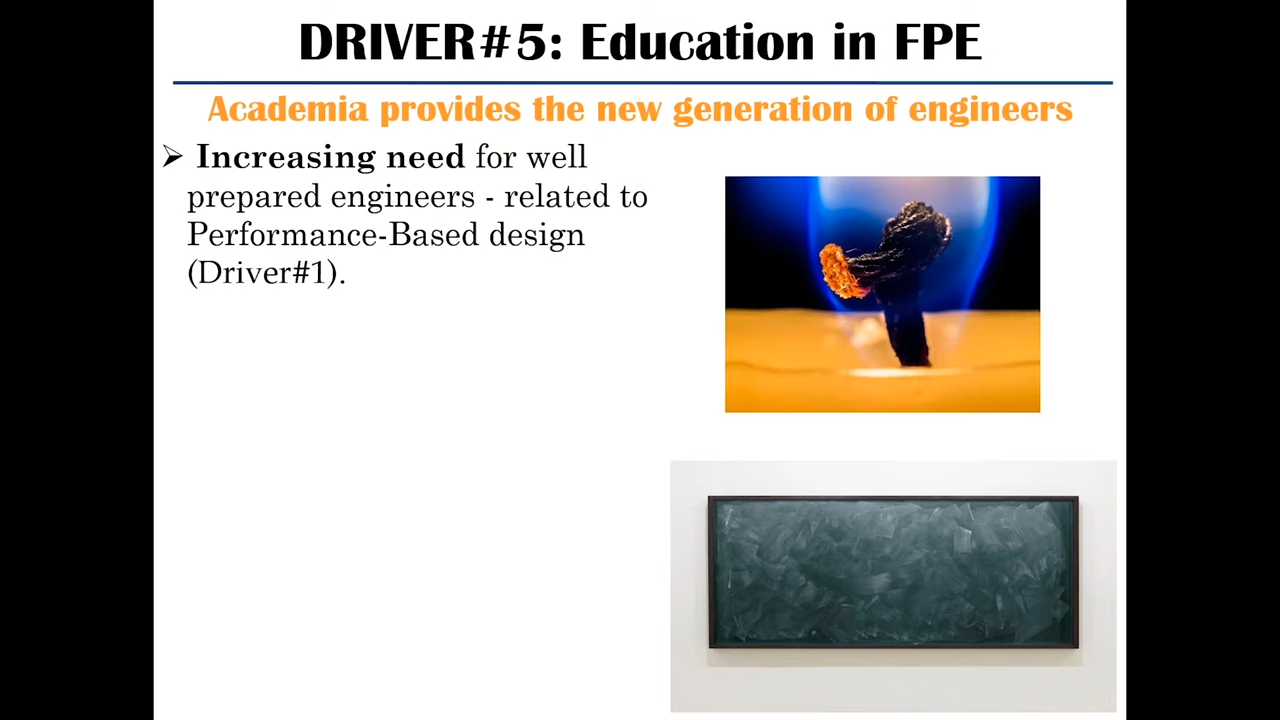 DRIVER#5: Education in FPE
Academia provides the new generation of engineers
➢ Increasing need for well
prepared engineers - related to
Performance-Based design
(Driver#1).